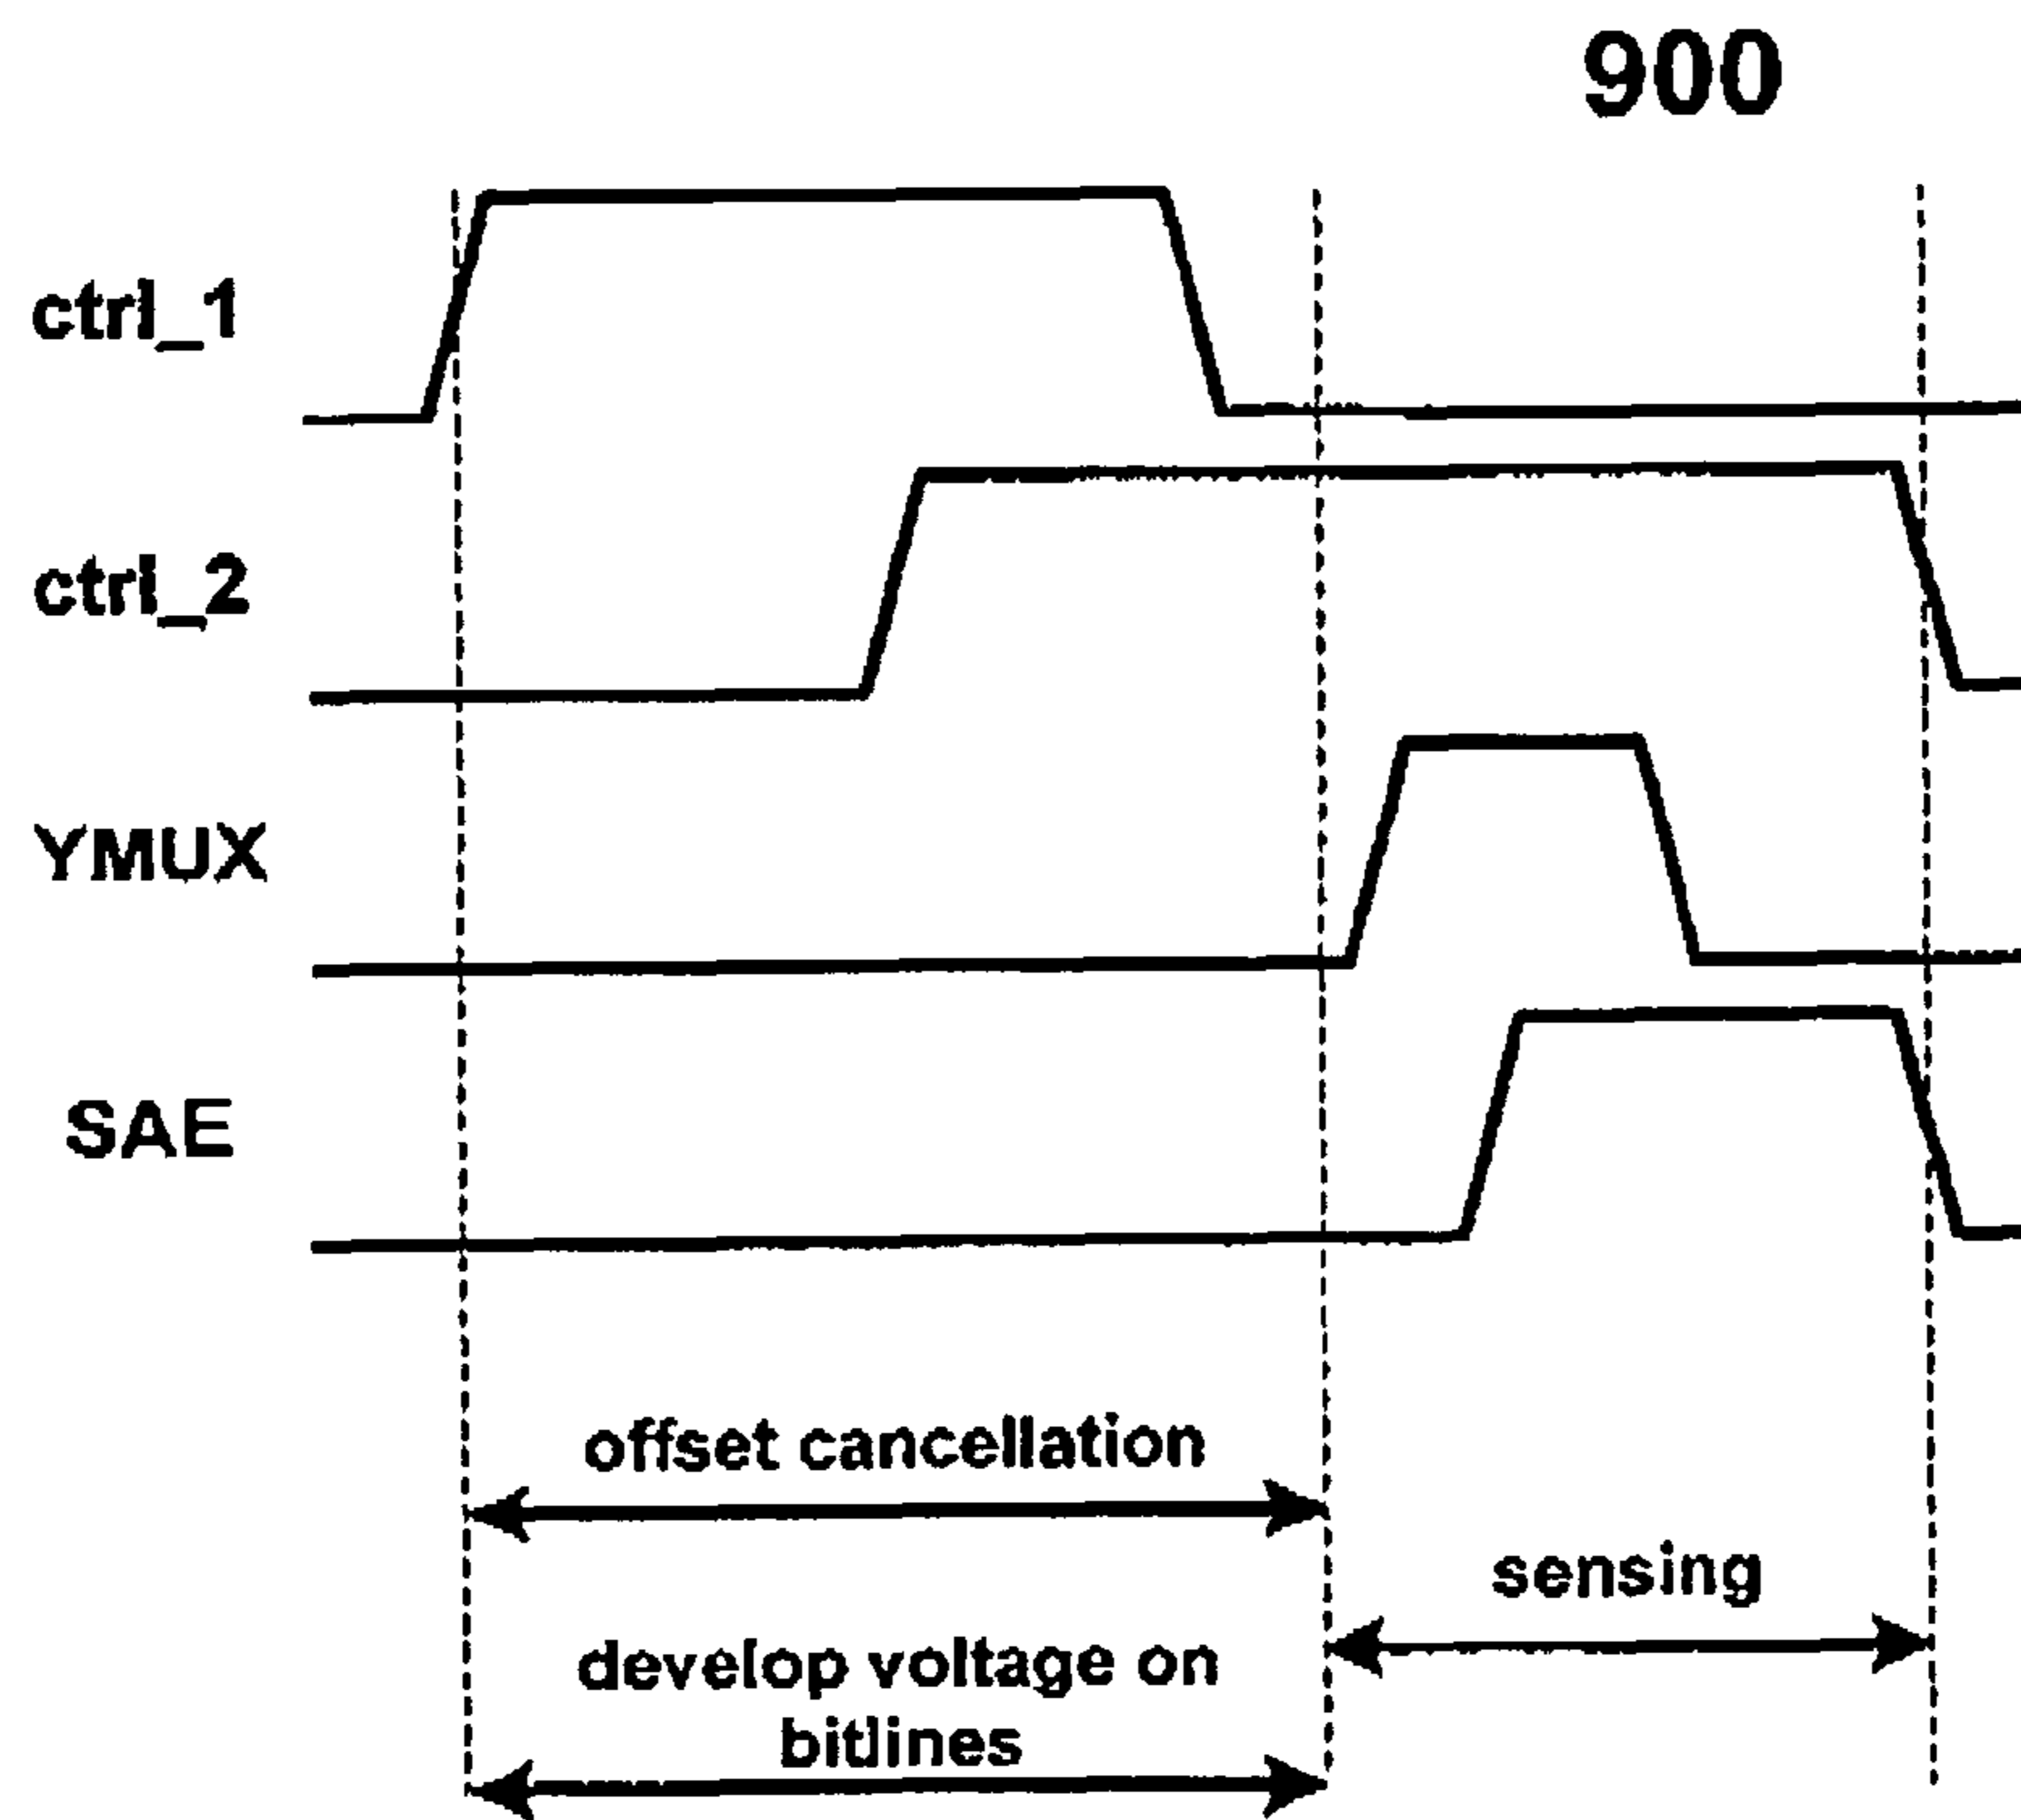 900
ctrl_1
ctrl_2
YMUX
SAE
offset cancellation
sensing
develop voltage on
bitlines